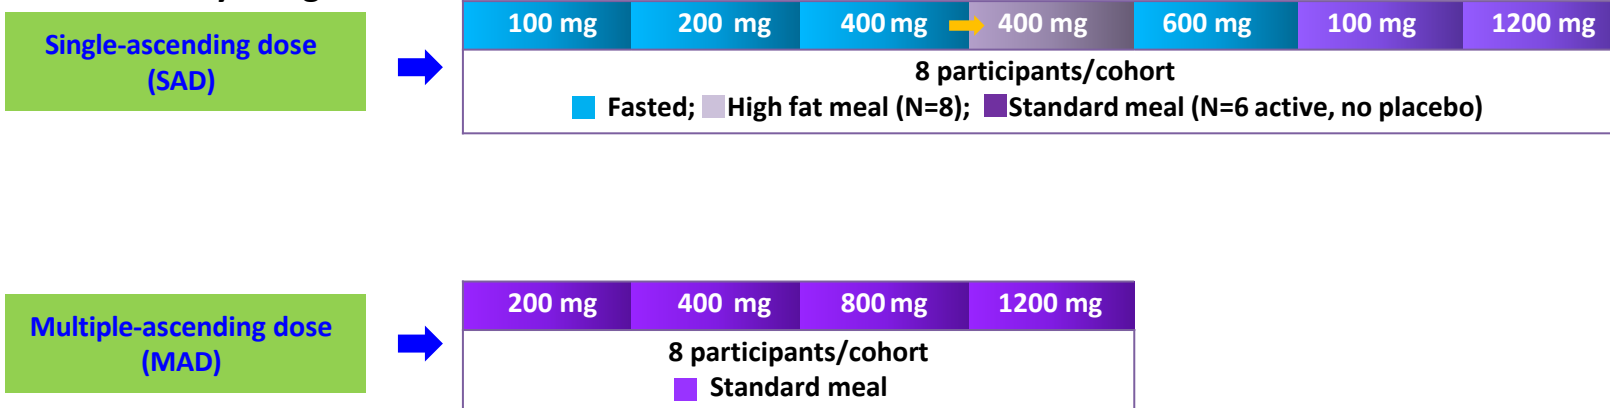 Single-ascending dose
(SAD)
100 mg 200 mg 400 mg 400 mg 600 mg 100 mg 1200 mg
8 participants/cohort
Fasted; High fat meal (N=8); Standard meal (N=6 active, no placebo)
Multiple-ascending dose
(MAD)
200 mg 400 mg 800 mg 1200 mg
8 participants/cohort
Standard meal